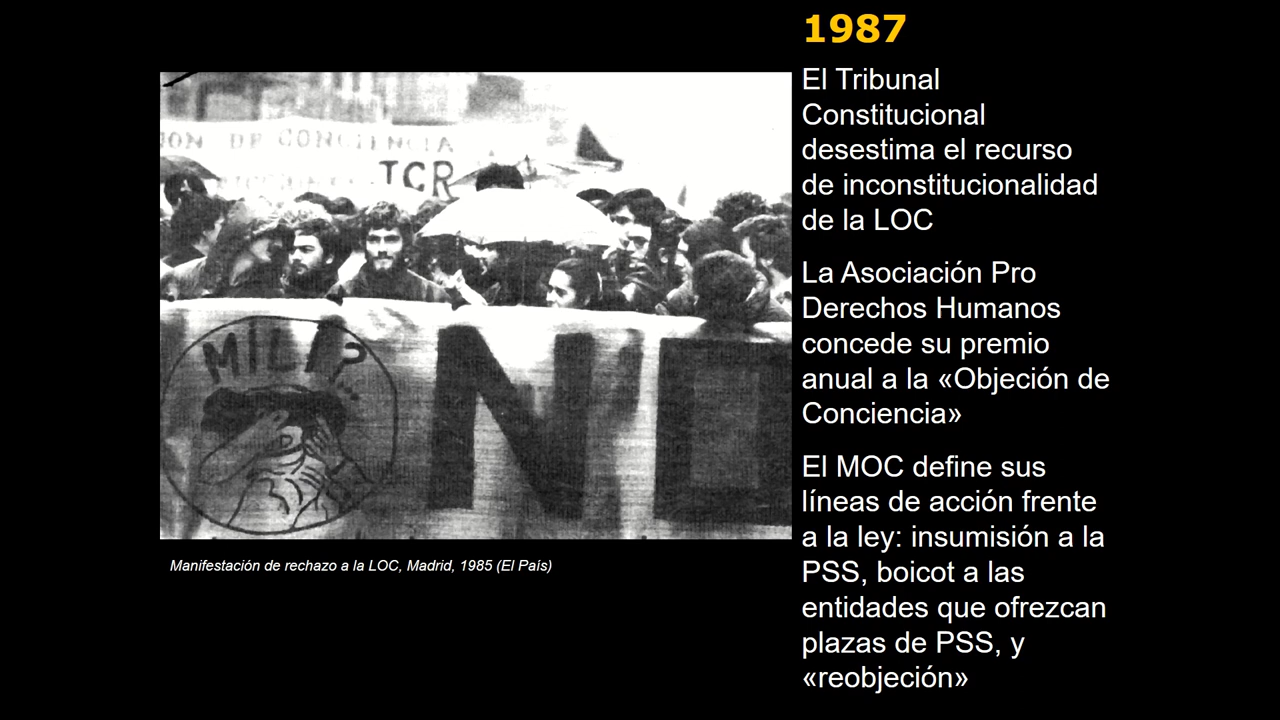 1987
El Tribunal
Constitucional
desestima el recurso
de inconstitucionalidad
de la LOC
La Asociación Pro
Derechos Humanos
concede su premio
anual a la «Objeción de
Conciencia»
El MOC define sus
líneas de acción frente
a la ley: insumisión a la
PSS, boicot a las
entidades que ofrezcan
plazas de PSS, y
«reobjeción»
ION DE CONCIENCIA
TCR
MILI
NO
Manifestación de rechazo a la LOC, Madrid, 1985 (El País)